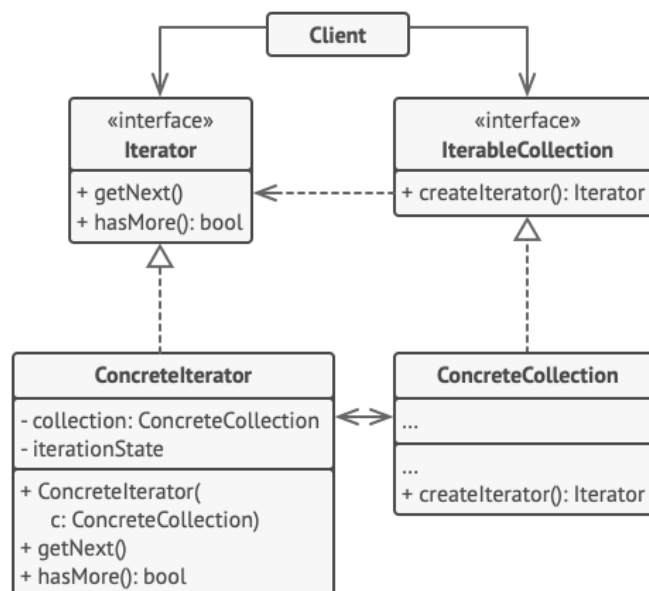 Client
«interface»
Iterator
+ getNext()
+ hasMore(): bool
«interface»
IterableCollection
+ createIterator(): Iterator
ConcreteIterator
- collection: ConcreteCollection
- iterationState
+ ConcreteIterator(
c: ConcreteCollection)
+ getNext()
+ hasMore(): bool
ConcreteCollection
...
...
+ createIterator(): Iterator